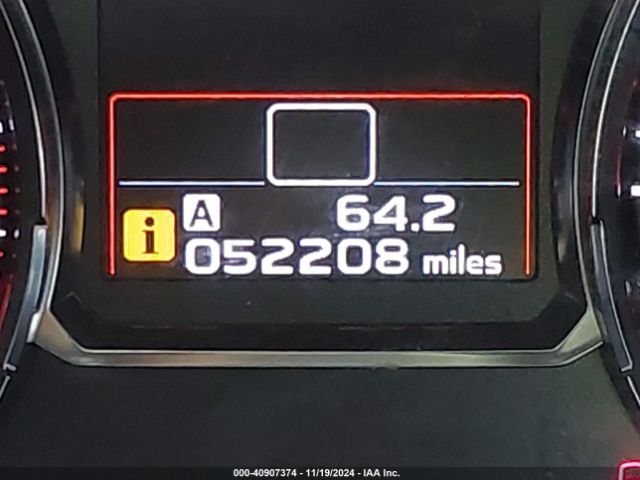 A 64.2
i 052208 miles
000-40907374 - 11/19/2024 - IAA Inc.